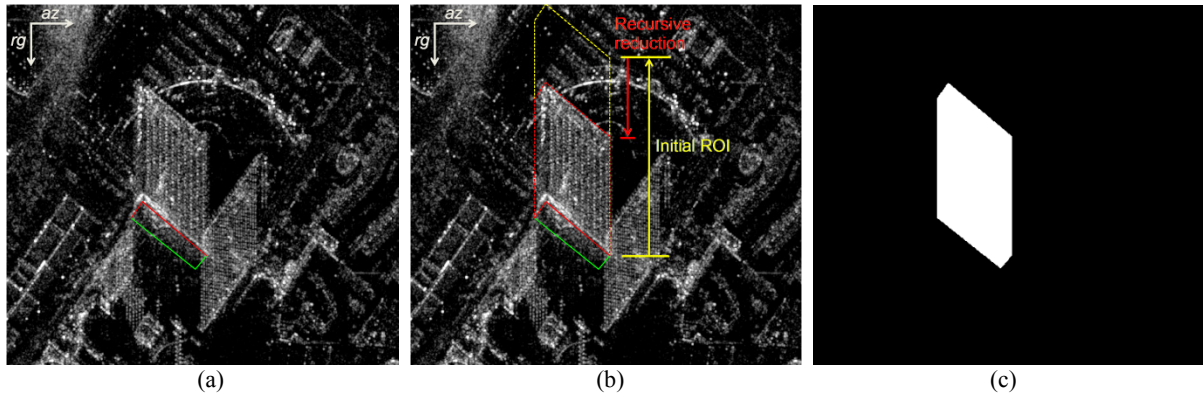 az
rg
az
rg
Recursive
reduction
Initial ROI
(a)
(b)
(c)